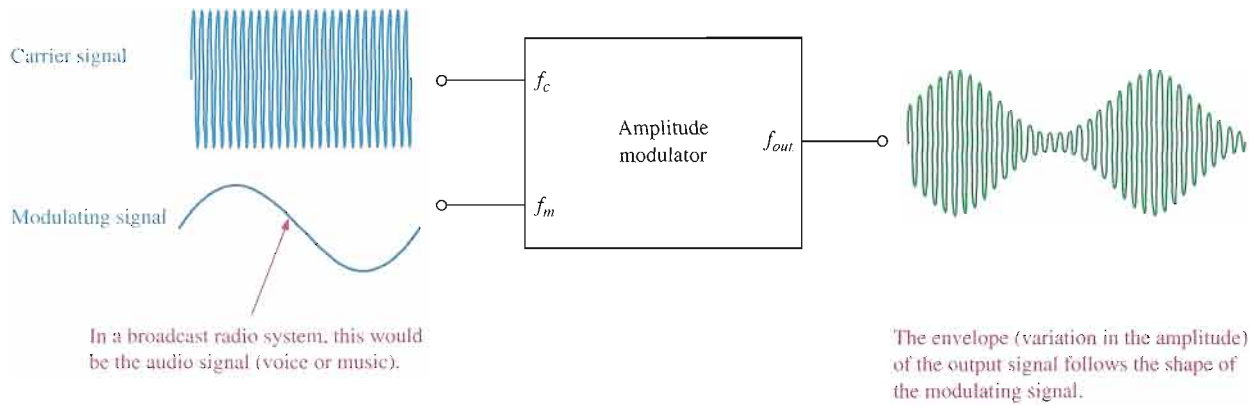 Carrier signal
f_c
Amplitude
modulator
f_out
Modulating signal
f_m
In a broadcast radio system, this would
be the audio signal (voice or music).
The envelope (variation in the amplitude)
of the output signal follows the shape of
the modulating signal.